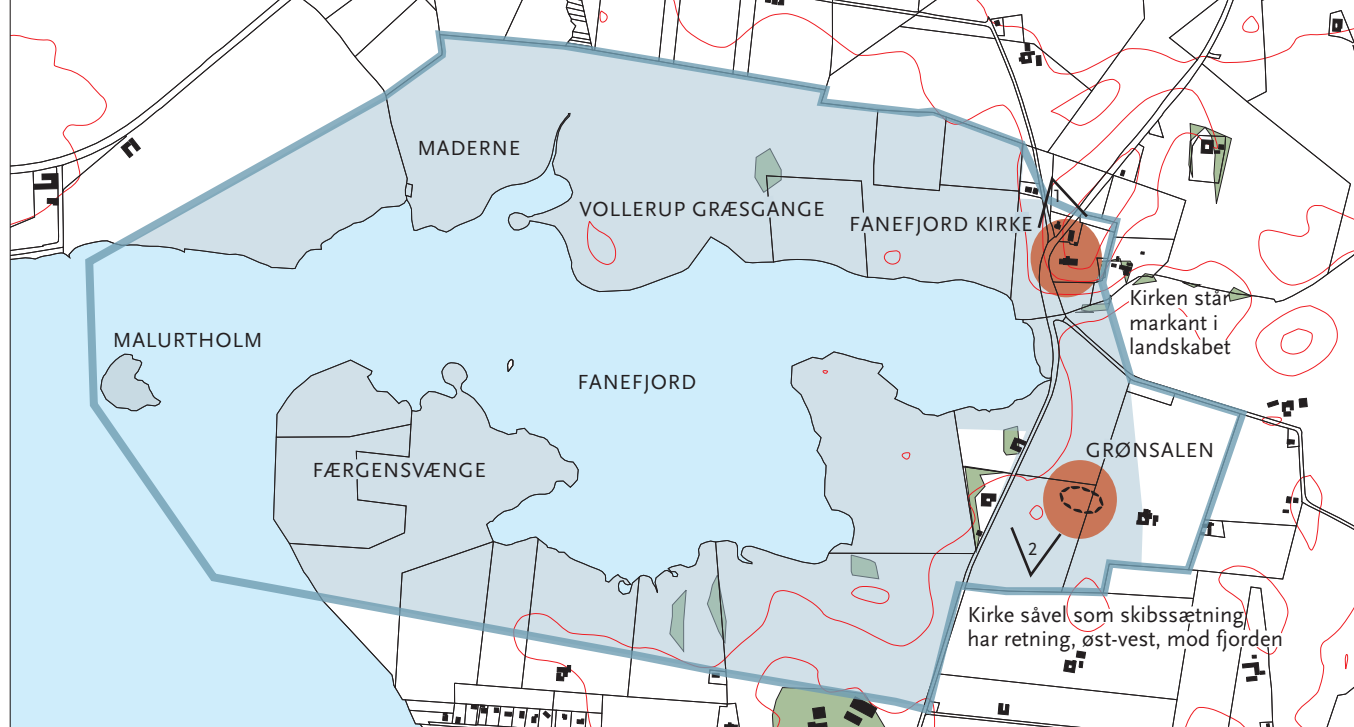 MADERNE
VOLLERUP GRÆSGANGE
FANEFJORD KIRKE
1
Kirken står
markant i
landskabet
MALURTHOLM
FANEFJORD
FÆRGENSVÆNGE
GRØNSALEN
2
Kirke såvel som skibssætning
har retning, øst-vest, mod fjorden